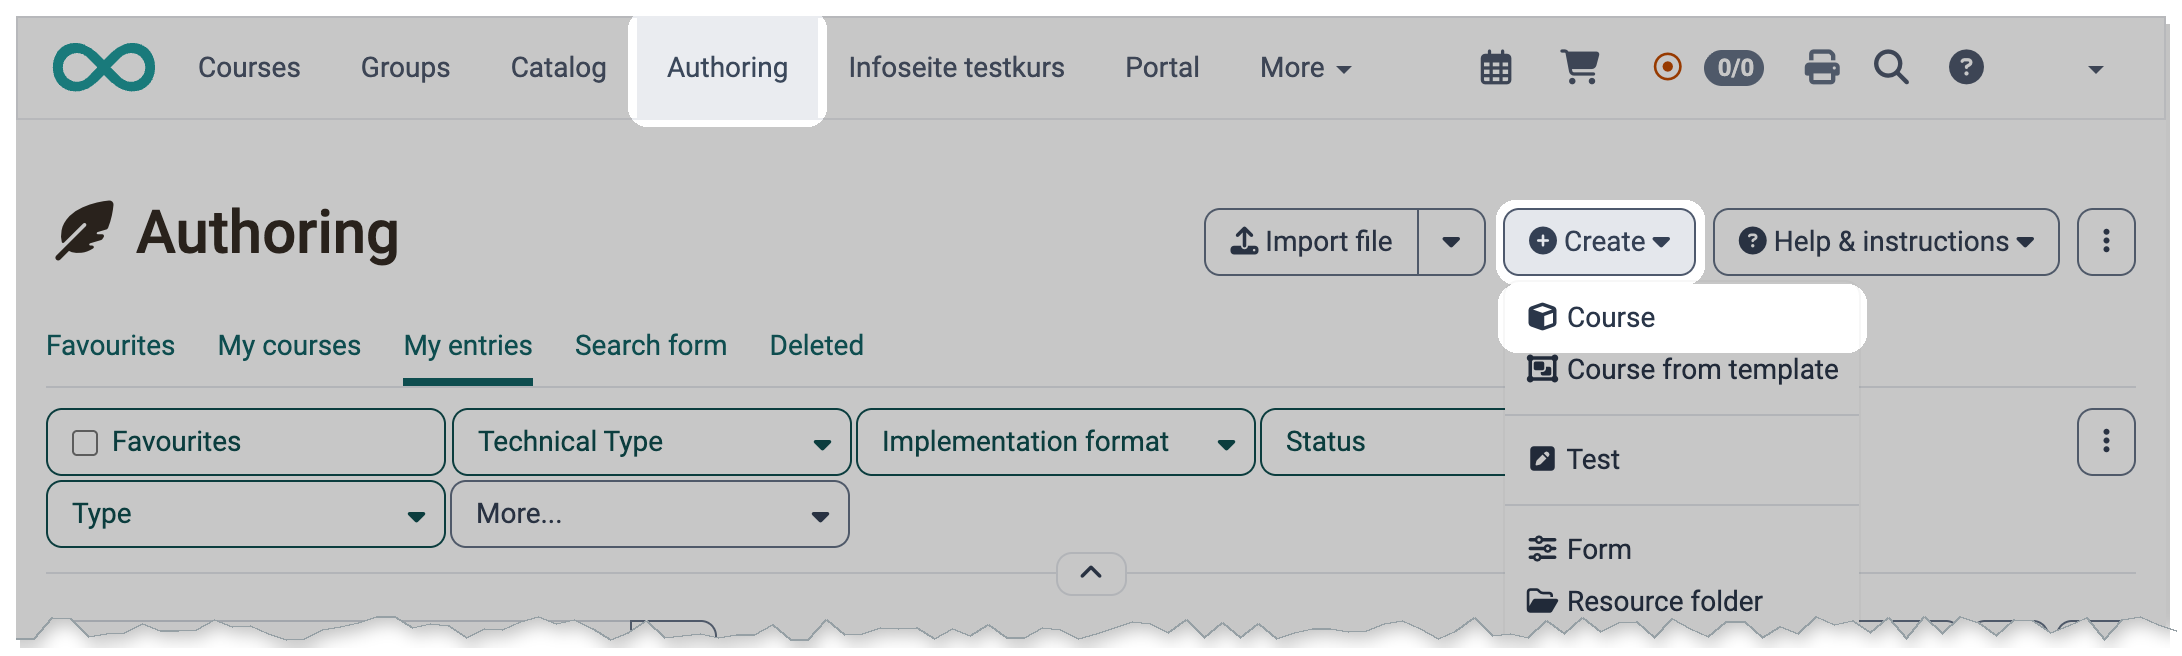 Courses Groups Catalog Authoring Infoseite testkurs Portal More 0/0
Authoring
Import file Create Help & instructions
Course
Course from template
Test
Form
Resource folder
Favourites My courses My entries Search form Deleted
Favourites Technical Type Implementation format Status
Type More...